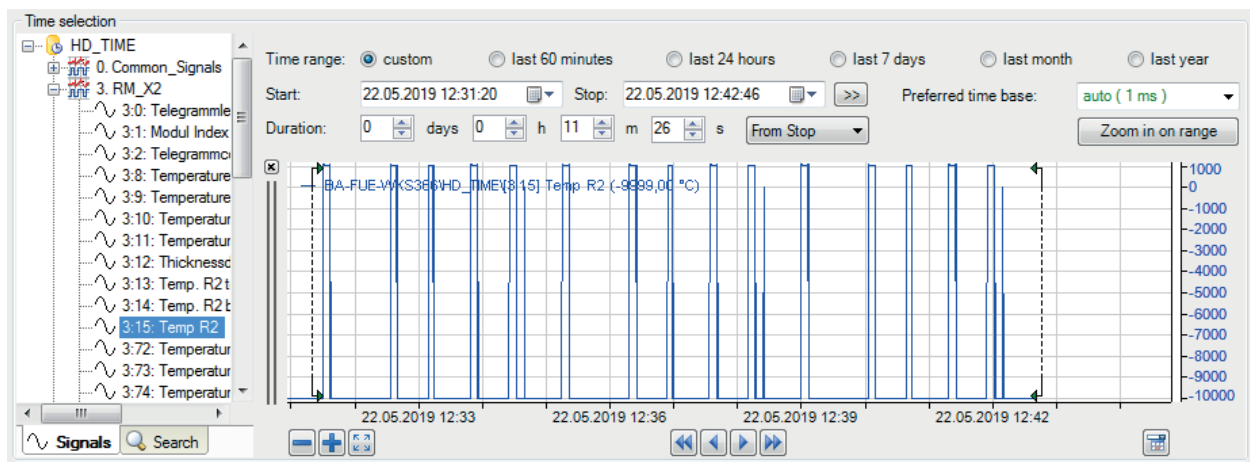 Time selection
HD_TIME
0. Common_Signals
3. RM_X2
3:0: Telegrammle
3:1: Modul Index
3:2: Telegrammc
3:8: Temperature
3:9: Temperature
3:10: Temperatur
3:11: Temperatur
3:12: Thicknessd
3:13: Temp. R2 t
3:14: Temp. R2 b
3:15: Temp R2
3:72: Temperatur
3:73: Temperatur
3:74: Temperatur
Signals Search
Time range: custom last 60 minutes last 24 hours last 7 days last month last year
Start: 22.05.2019 12:31:20 Stop: 22.05.2019 12:42:46 >> Preferred time base: auto ( 1 ms )
Duration: 0 days 0 h 11 m 26 s From Stop Zoom in on range
BA-FUE-WKS366\HD_TIME\[3:15] Temp R2 (-9999,00 °C)
1000
0
-1000
-2000
-3000
-4000
-5000
-6000
-7000
-8000
-9000
-10000
22.05.2019 12:33 22.05.2019 12:36 22.05.2019 12:39 22.05.2019 12:42